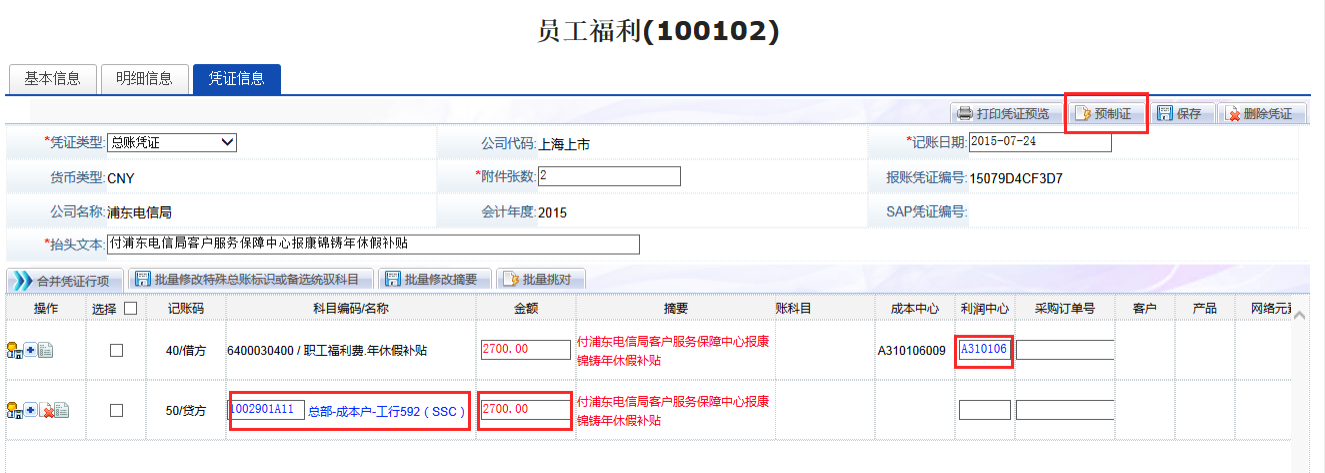 员工福利(100102)
基本信息 明细信息 凭证信息
打印凭证预览 预制证 保存 删除凭证
*凭证类型: 总账凭证 公司代码: 上海上市 *记账日期: 2015-07-24
货币类型: CNY *附件张数: 2 报账凭证编号: 15079D4CF3D7
公司名称: 浦东电信局 会计年度: 2015 SAP凭证编号:
*抬头文本: 付浦东电信局客户服务保障中心报康锦铸年休假补贴
合并凭证行项 批量修改特殊总账标识或备选统驭科目 批量修改摘要 批量挑对
操作 选择 记账码 科目编码/名称 金额 摘要 账科目 成本中心 利润中心 采购订单号 客户 产品 网络元素
40/借方 6400030400 / 职工福利费.年休假补贴 2700.00 付浦东电信局客户服务保障中心报康 A310106009 A310106
锦铸年休假补贴
50/贷方 1002901A11 总部-成本户-工行592（SSC） 2700.00 付浦东电信局客户服务保障中心报康
锦铸年休假补贴